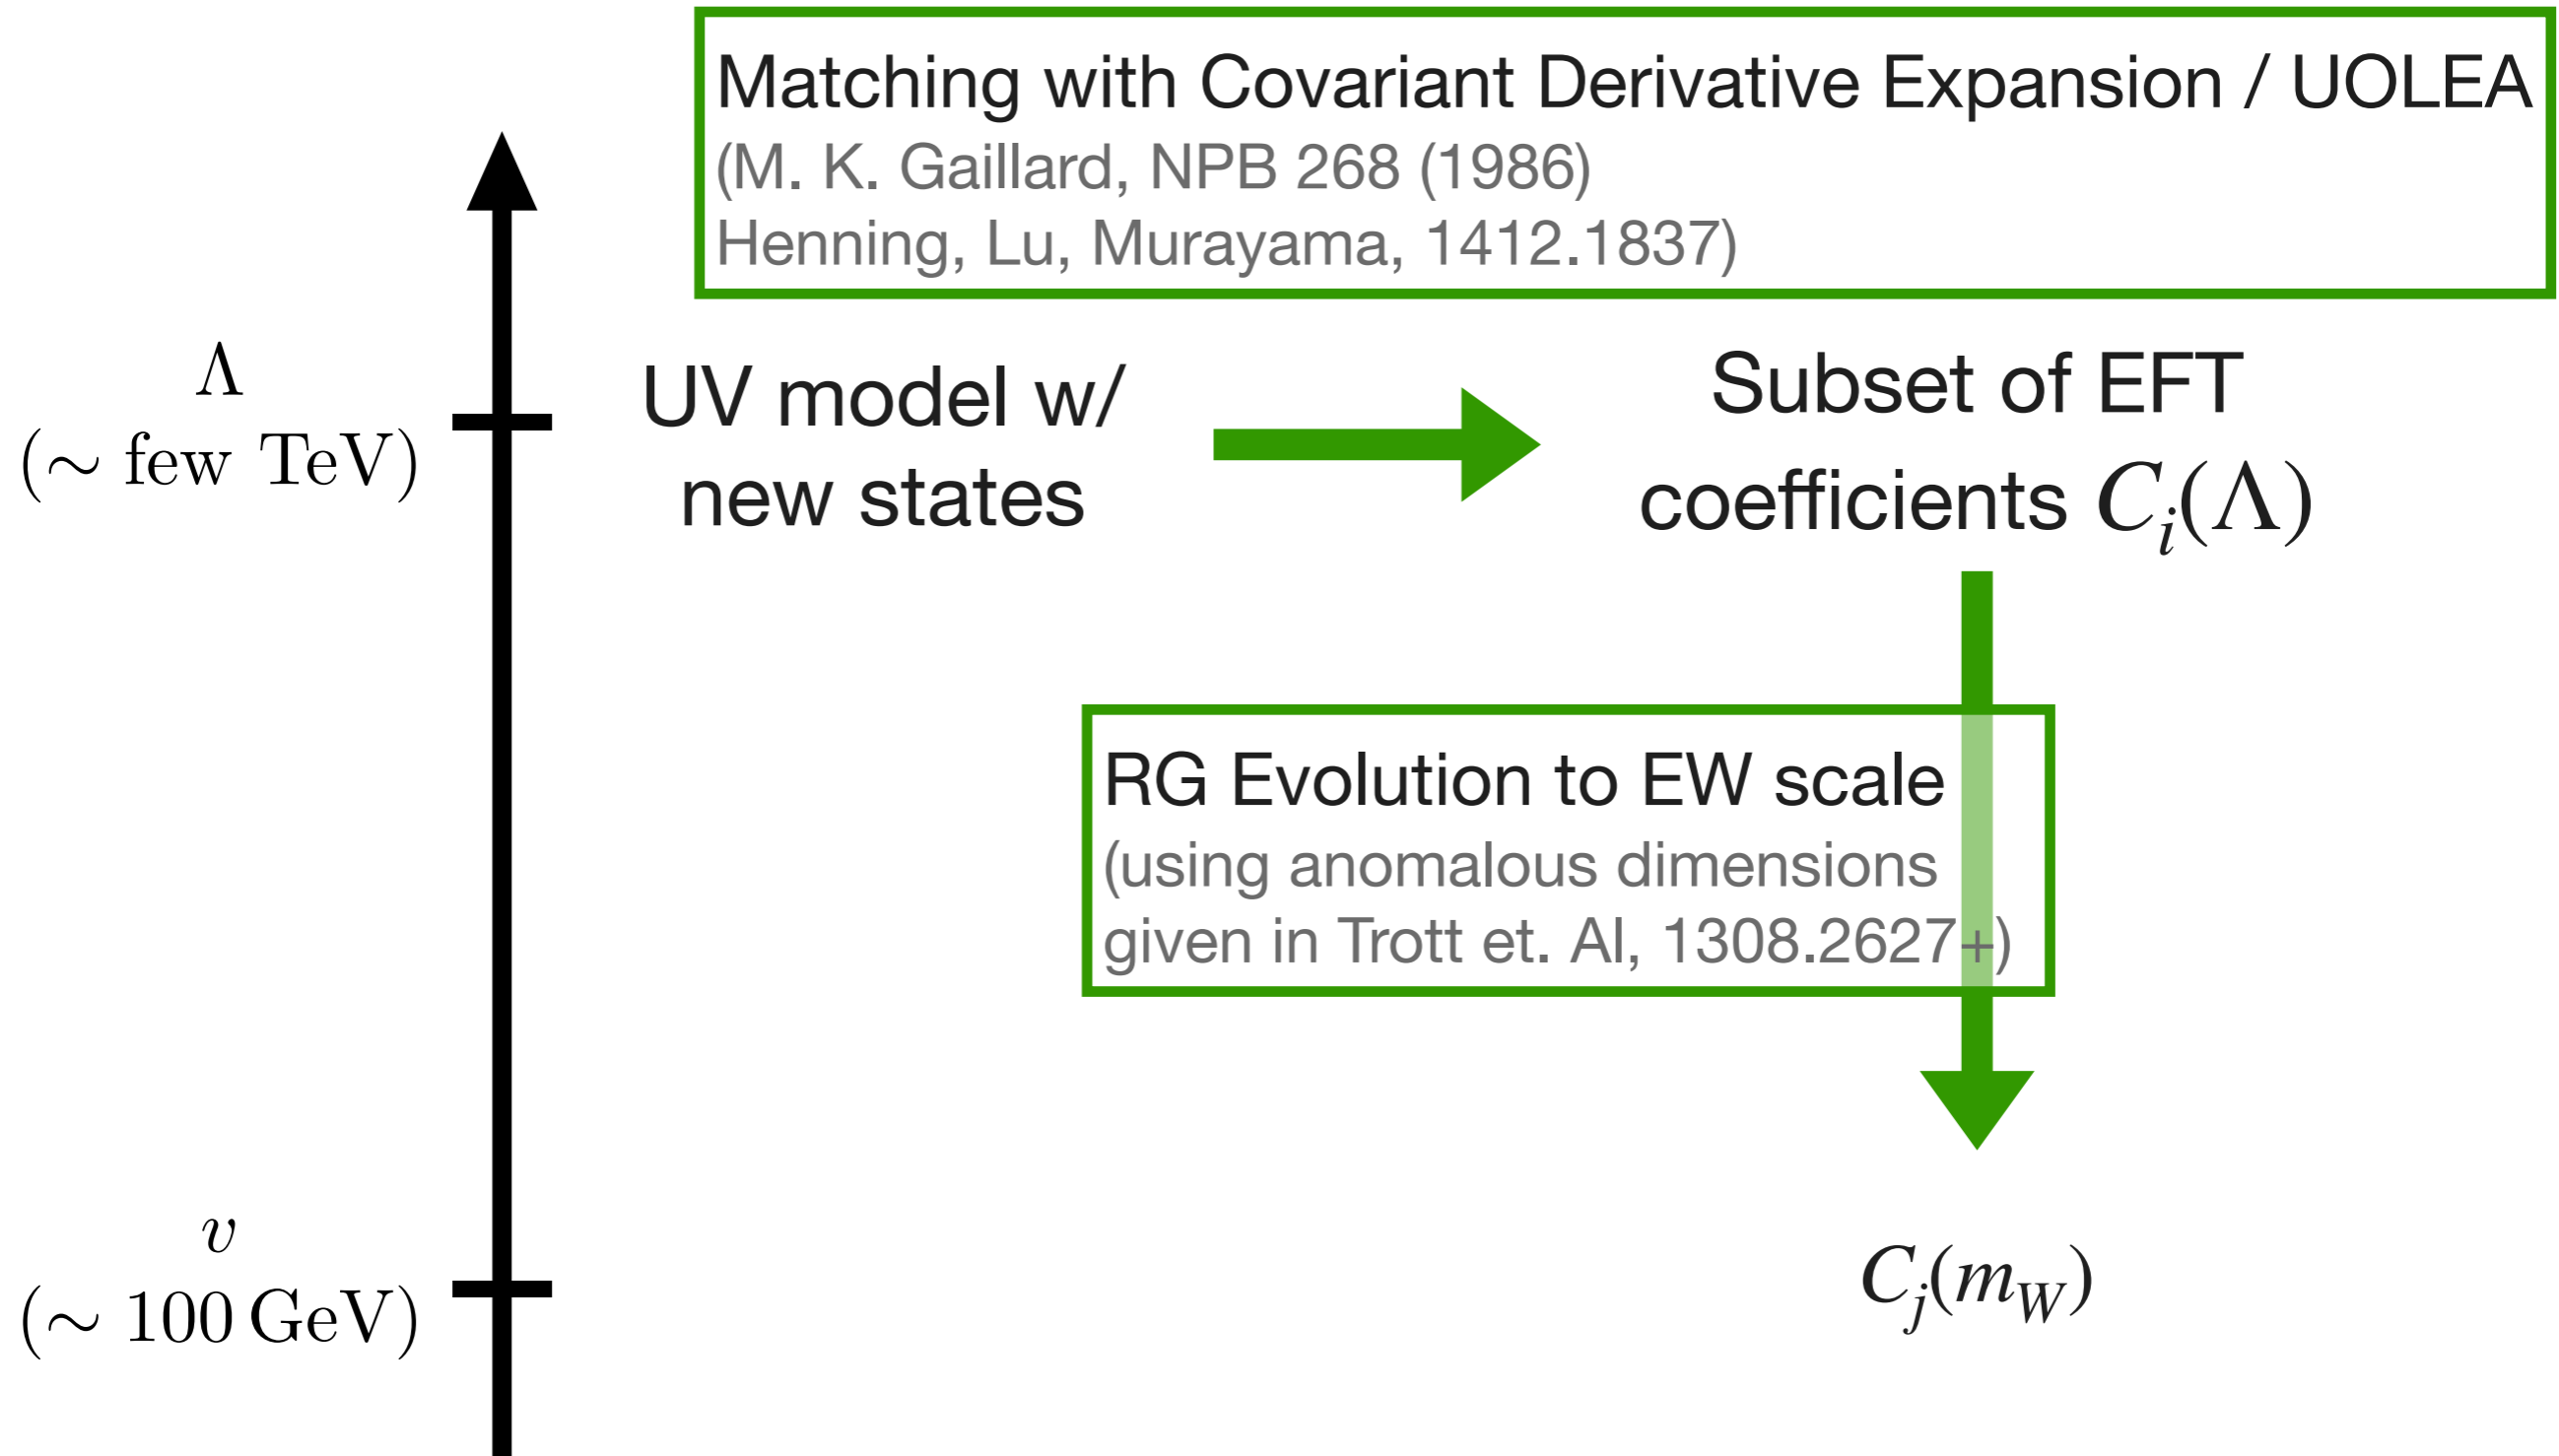 Matching with Covariant Derivative Expansion / UOLEA
(M. K. Gaillard, NPB 268 (1986)
Henning, Lu, Murayama, 1412.1837)
Λ
(∼ few TeV)
UV model w/
new states
Subset of EFT
coefficients C_i(Λ)
RG Evolution to EW scale
(using anomalous dimensions
given in Trott et. Al, 1308.2627+)
v
(∼ 100 GeV)
C_j(m_W)